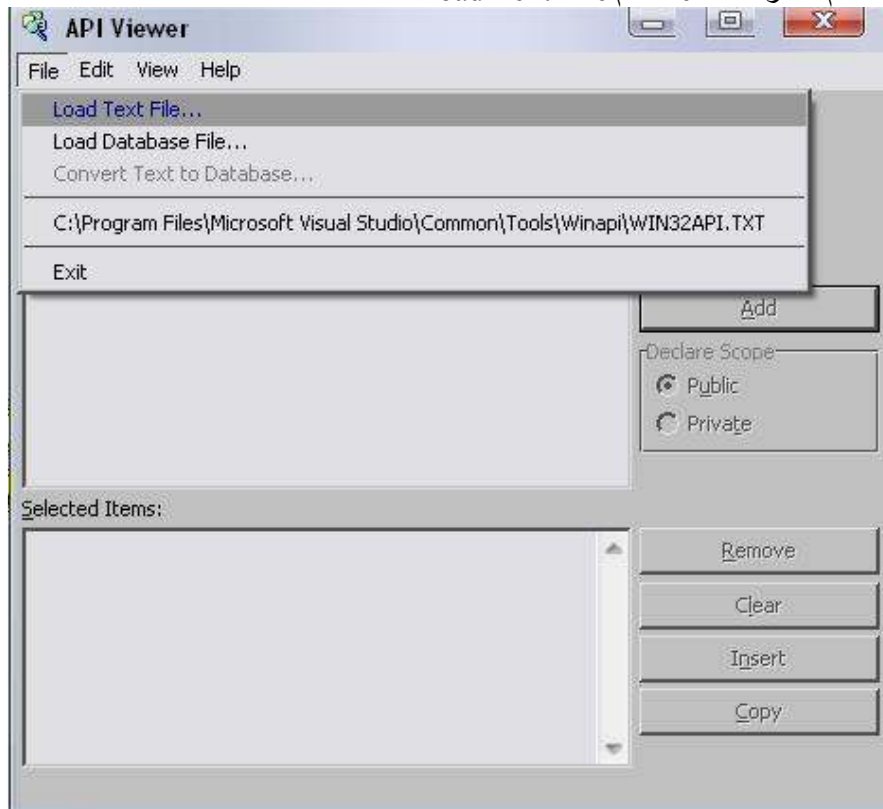 API Viewer
File Edit View Help
Load Text File...
Load Database File...
Convert Text to Database...
C:\Program Files\Microsoft Visual Studio\Common\Tools\Winapi\WIN32API.TXT
Exit
Add
Declare Scope
Public
Private
Selected Items:
Remove
Clear
Insert
Copy